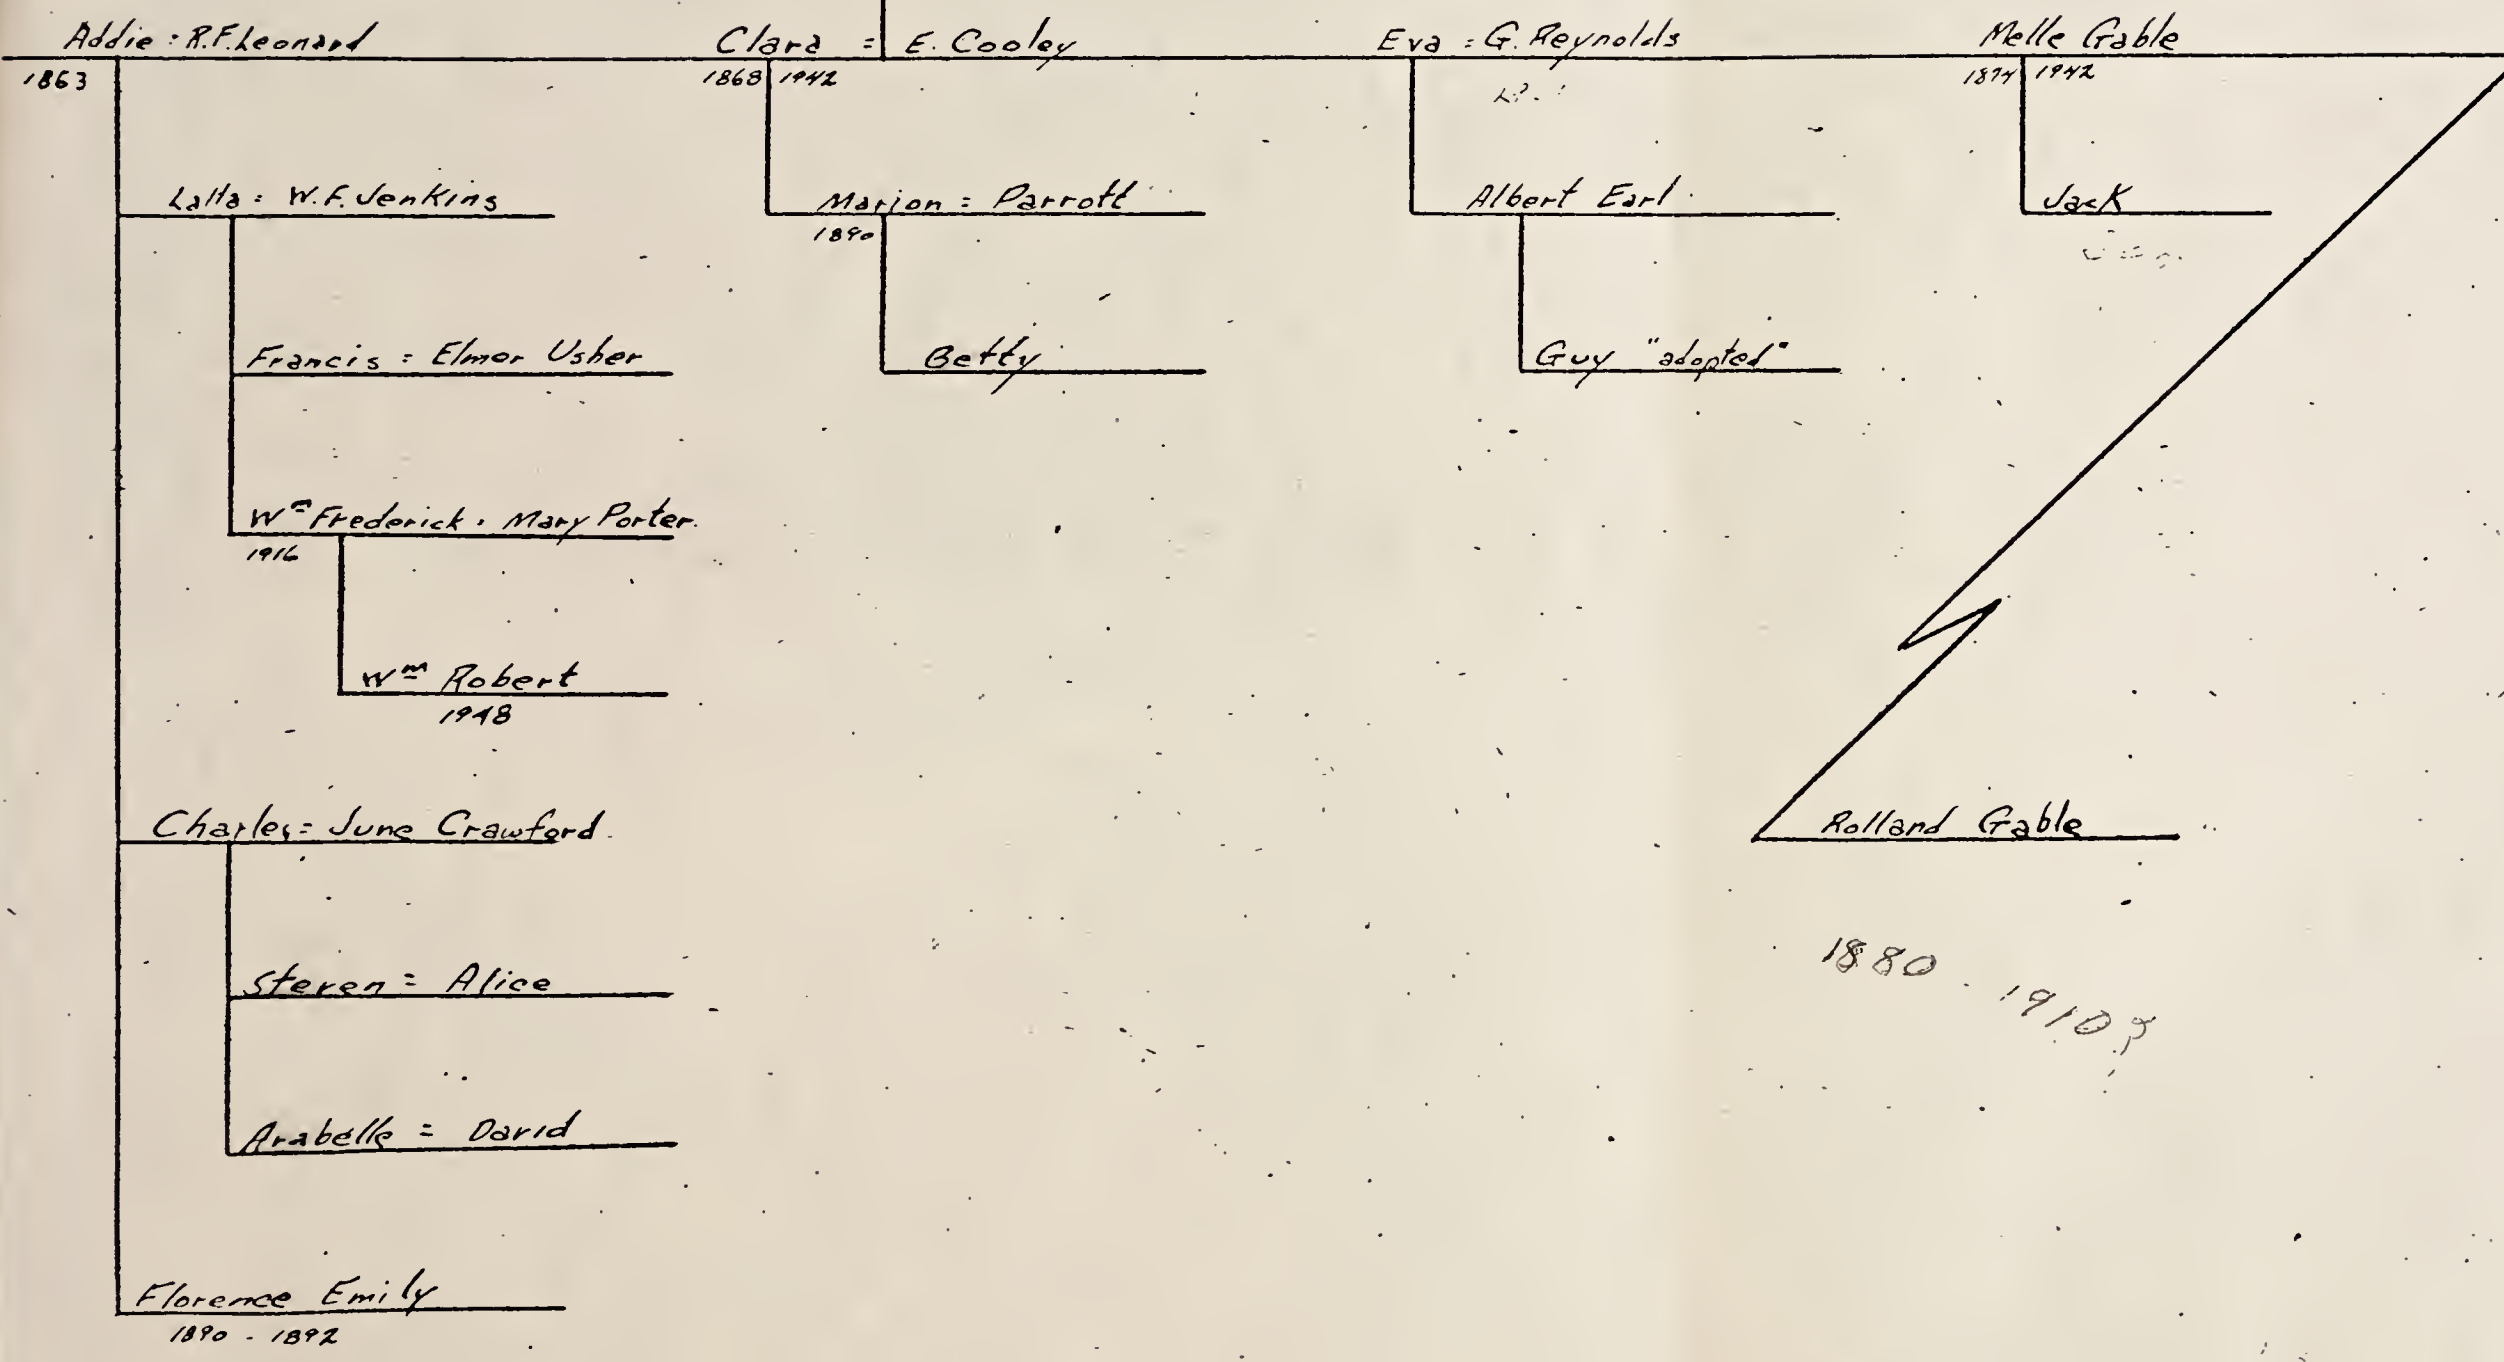 Addie = R.F. Leonard
1863
Clara = E. Cooley
1868 1942
Eva = G. Reynolds
Melle Gable
1874 1942
Lalla = W.F. Jenkins
Marion = Parrott
1890
Albert Earl
Jack
Francis = Elmer Usher
Betty
Guy "adopted"
Wm Frederick = Mary Porter
1916
Wm Robert
1948
Charles = June Crawford
Rolland Gable
1880 - 1910?
Steven = Alice
Arabelle = David
Florence Emily
1890 - 1892